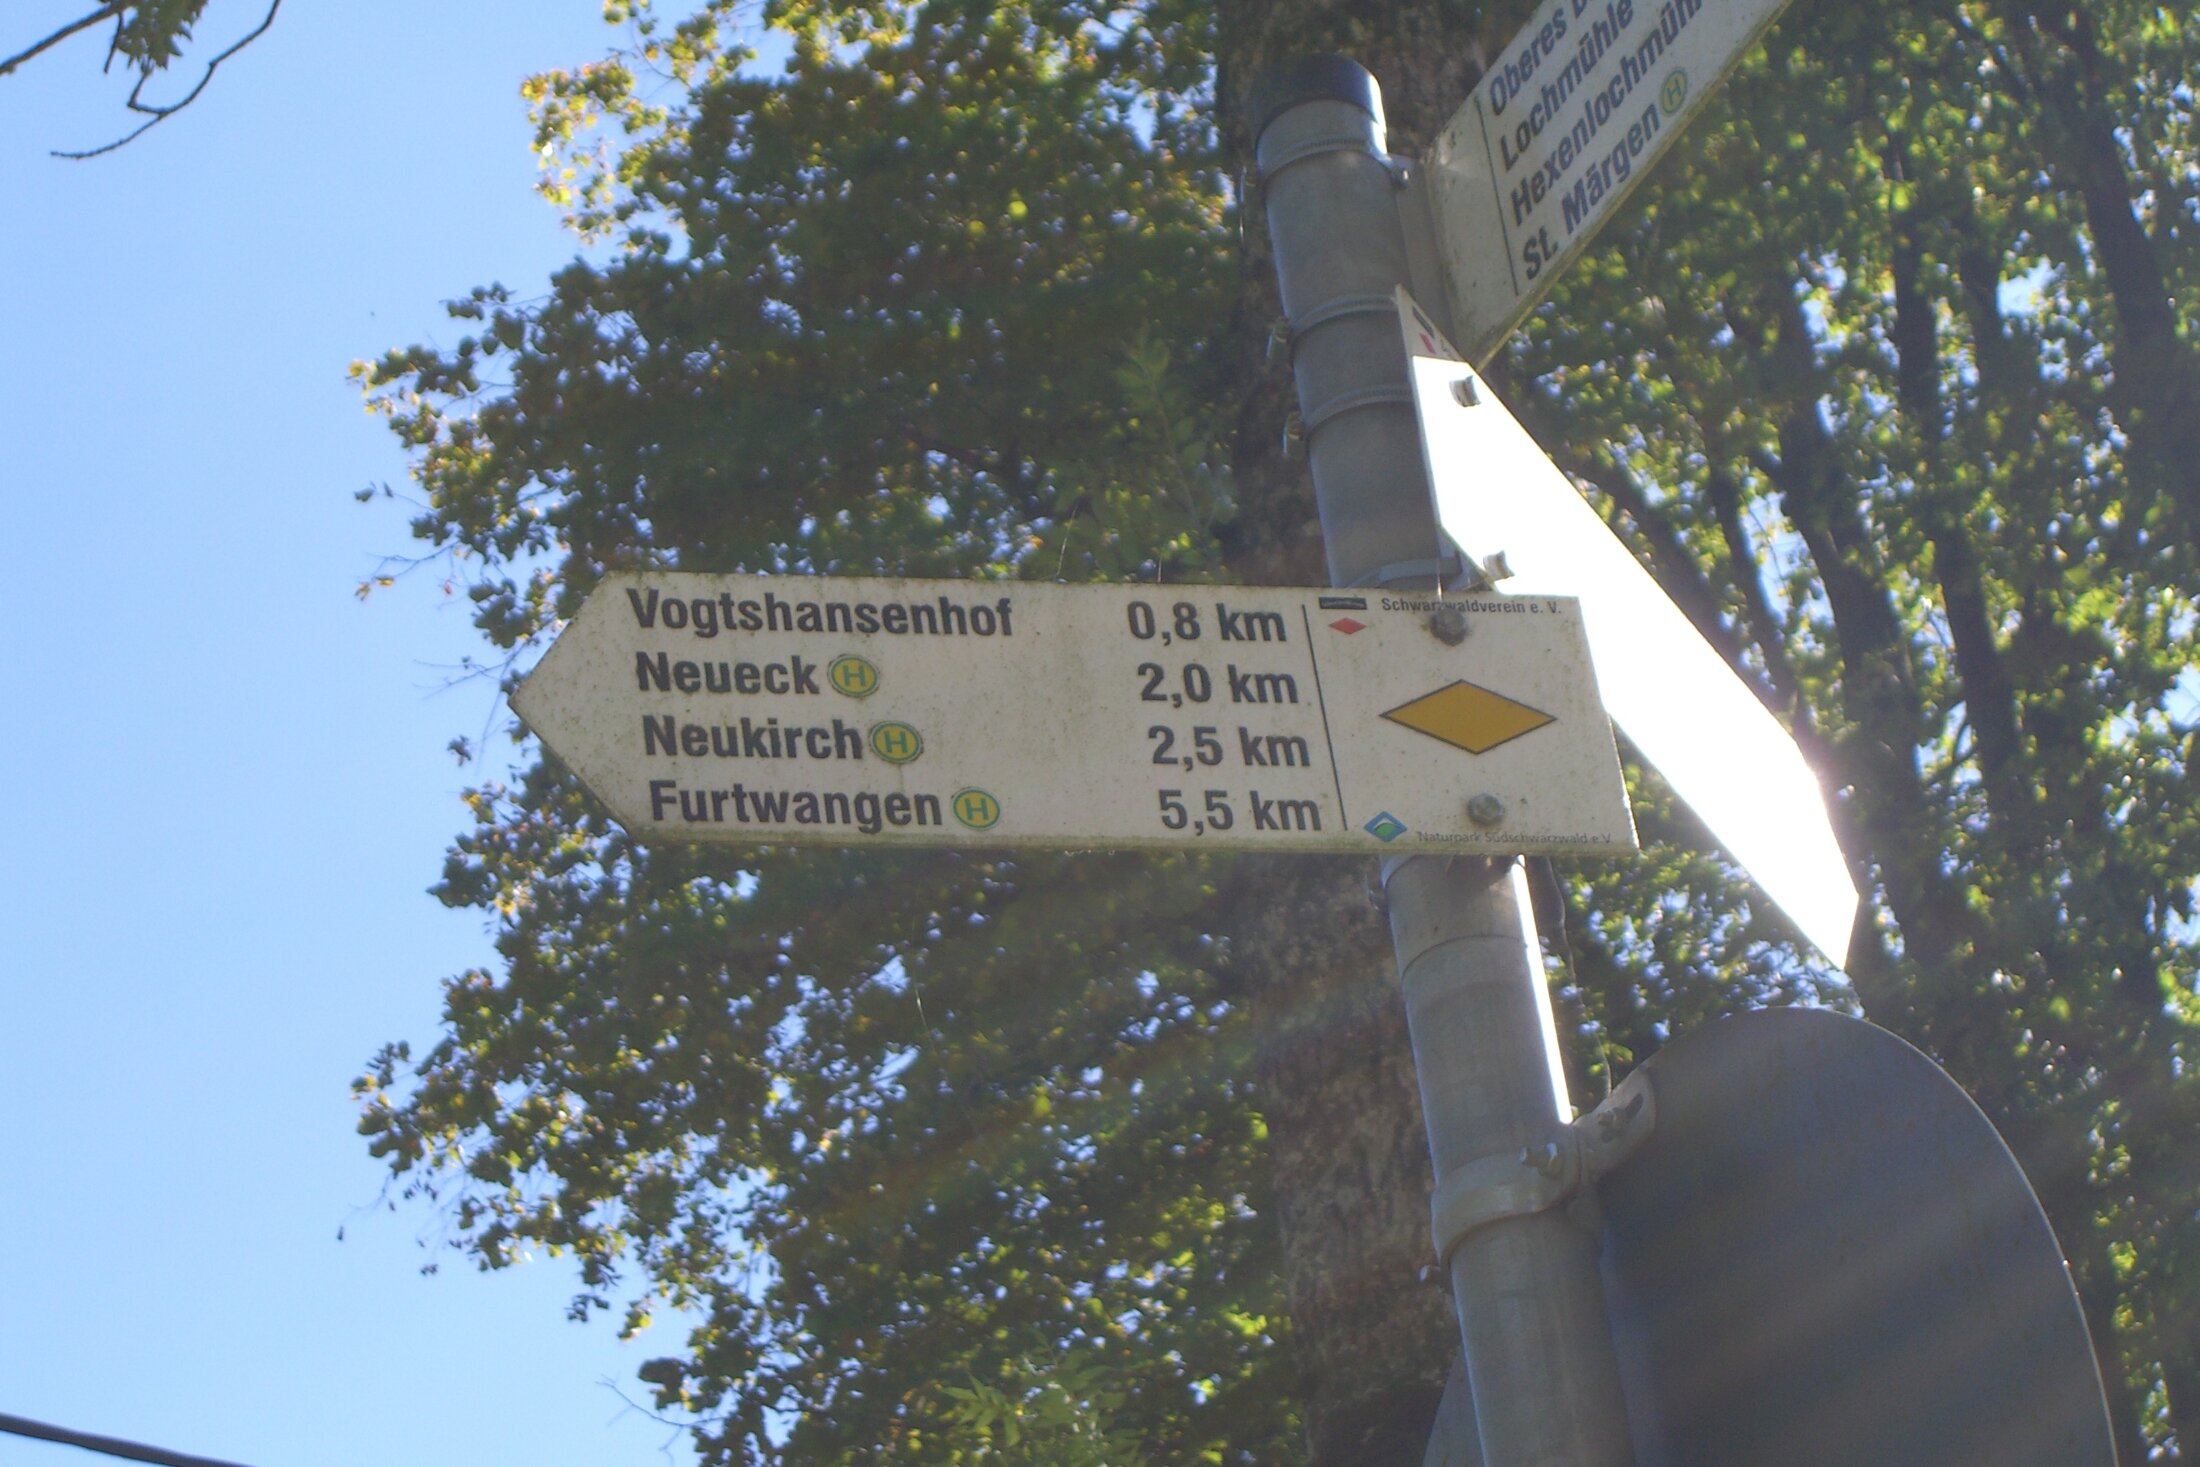 Oberes
Lochmühle
Hexenlochmühle
St. Märgen H
Schwarzwaldverein e. V.
Vogtshansenhof 0,8 km
Neueck H 2,0 km
Neukirch H 2,5 km
Furtwangen H 5,5 km
Naturpark Südschwarzwald e.V.